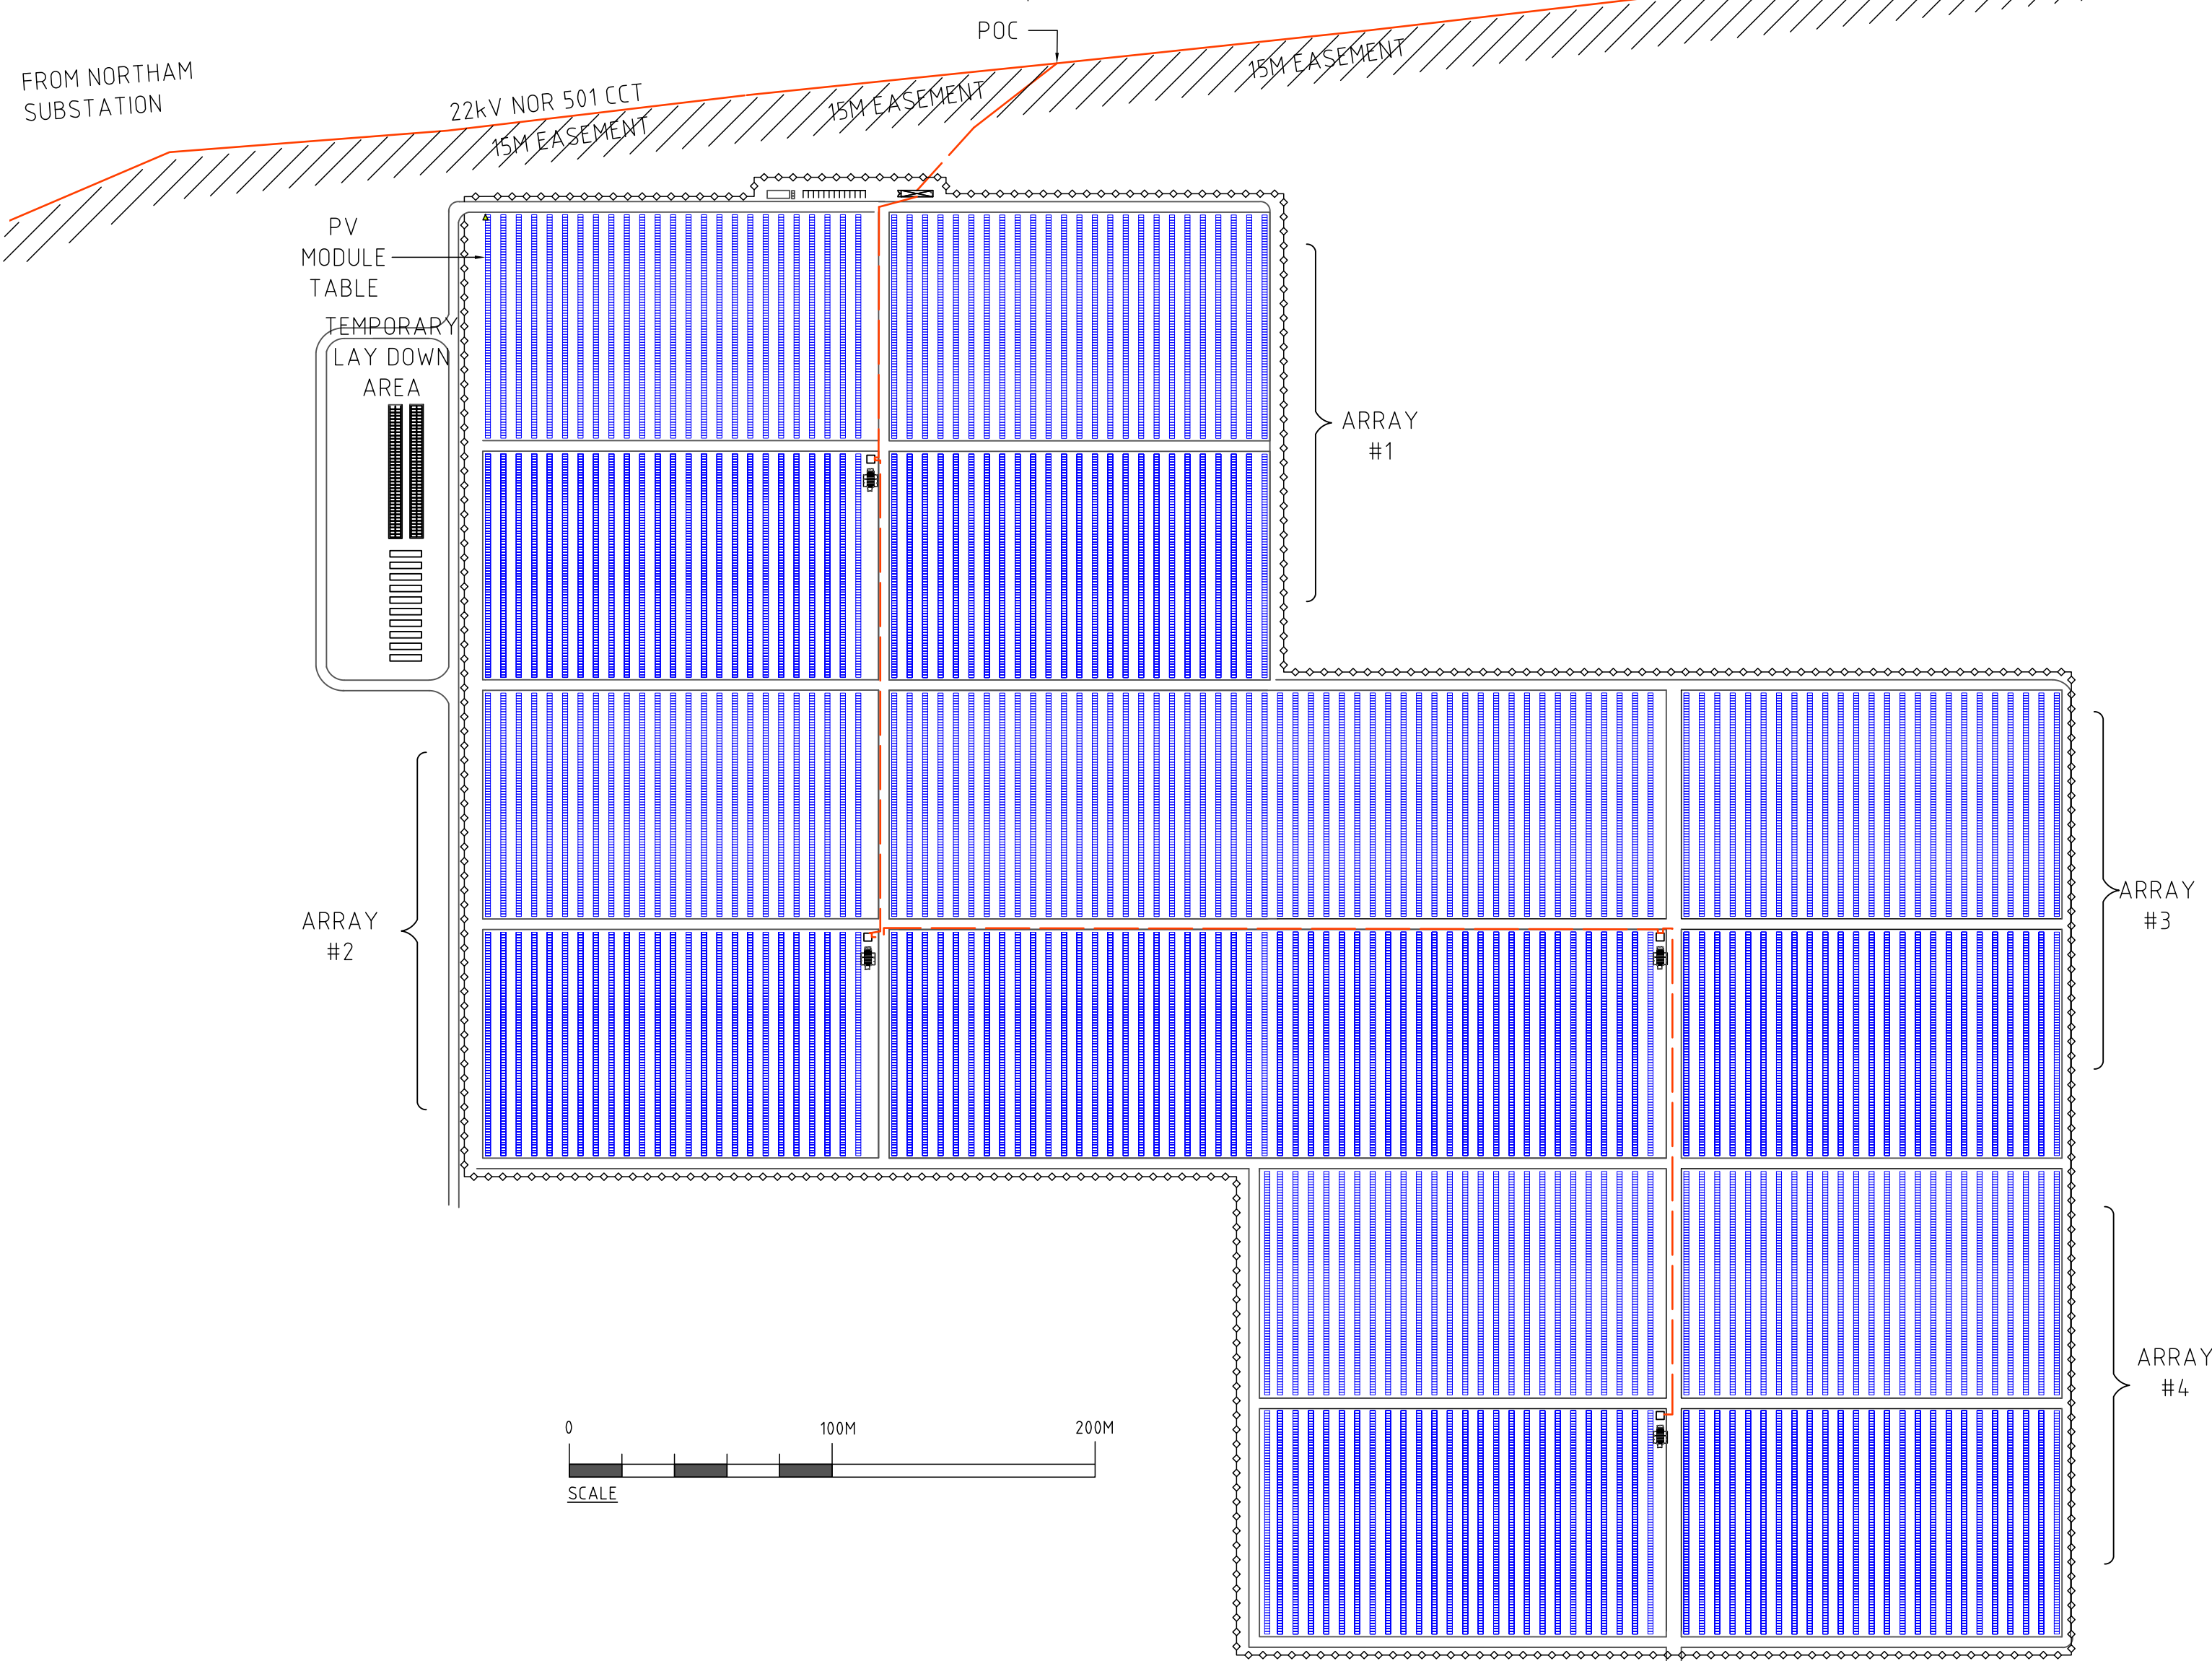 POC
FROM NORTHAM
SUBSTATION
22kV NOR 501 CCT
15M EASEMENT
15M EASEMENT
15M EASEMENT
PV
MODULE
TABLE
TEMPORARY
LAY DOWN
AREA
ARRAY
#1
ARRAY
#2
ARRAY
#3
ARRAY
#4
0
100M
200M
SCALE